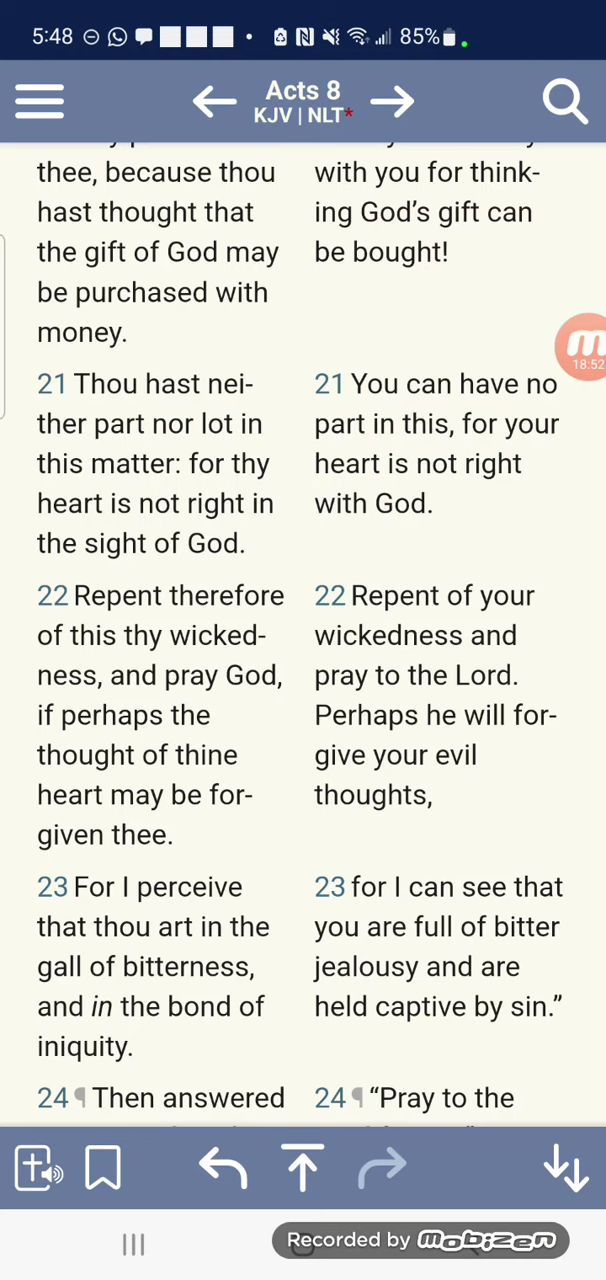 5:48
85%
Acts 8
KJV | NLT*
thee, because thou
hast thought that
the gift of God may
be purchased with
money.
with you for think-
ing God's gift can
be bought!
18:52
21 Thou hast nei-
ther part nor lot in
this matter: for thy
heart is not right in
the sight of God.
21 You can have no
part in this, for your
heart is not right
with God.
22 Repent therefore
of this thy wicked-
ness, and pray God,
if perhaps the
thought of thine
heart may be for-
given thee.
22 Repent of your
wickedness and
pray to the Lord.
Perhaps he will for-
give your evil
thoughts,
23 For I perceive
that thou art in the
gall of bitterness,
and in the bond of
iniquity.
23 for I can see that
you are full of bitter
jealousy and are
held captive by sin.”
24 ¶ Then answered
24 ¶ “Pray to the
Recorded by mobizen